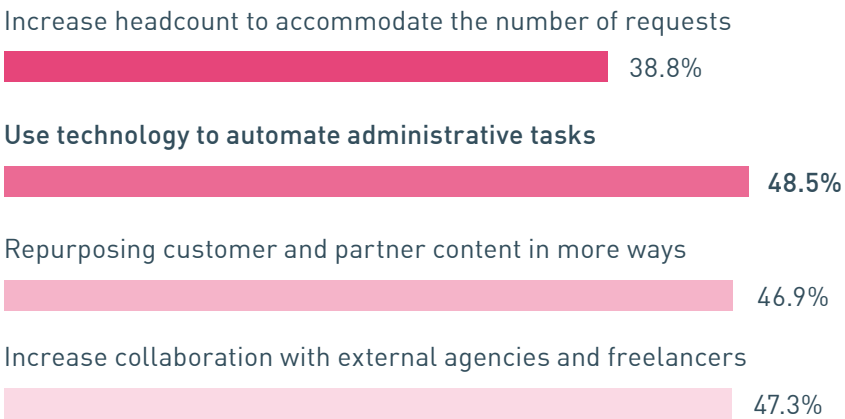 Increase headcount to accommodate the number of requests
38.8%
Use technology to automate administrative tasks
48.5%
Repurposing customer and partner content in more ways
46.9%
Increase collaboration with external agencies and freelancers
47.3%